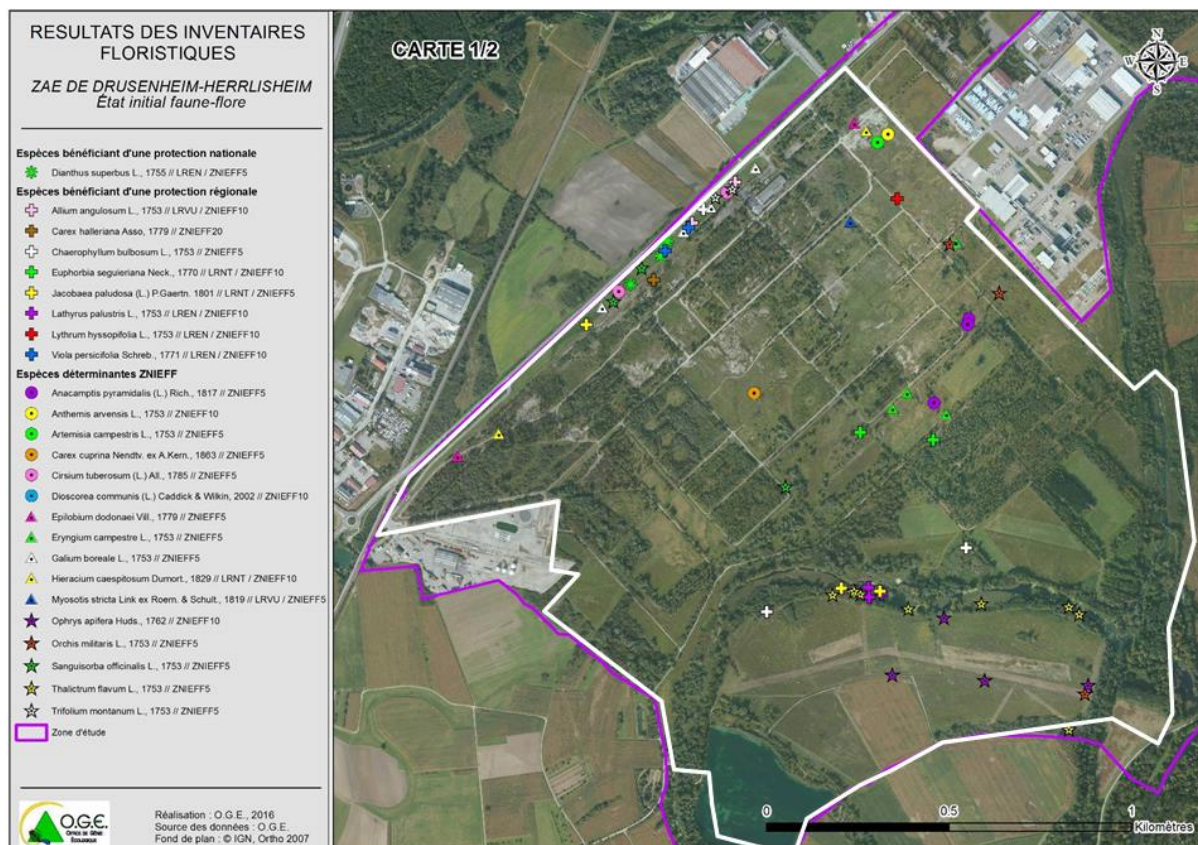 RESULTATS DES INVENTAIRES
FLORISTIQUES
ZAE DE DRUSENHEIM-HERRLISHEIM
État initial faune-flore
Espèces bénéficiant d'une protection nationale
Dianthus superbus L., 1755 // LREN / ZNIEFF5
Espèces bénéficiant d'une protection régionale
Allium angulosum L., 1753 // LRVU / ZNIEFF10
Carex halleriana Asso, 1779 // ZNIEFF20
Chaerophyllum bulbosum L., 1753 // ZNIEFF5
Euphorbia seguieriana Neck., 1770 // LRNT / ZNIEFF10
Jacobaea paludosa (L.) P.Gaertn. 1801 // LRNT / ZNIEFF5
Lathyrus palustris L., 1753 // LREN / ZNIEFF10
Lythrum hyssopifolia L., 1753 // LREN / ZNIEFF10
Viola persicifolia Schreb., 1771 // LREN / ZNIEFF10
Espèces déterminantes ZNIEFF
Anacamptis pyramidalis (L.) Rich., 1817 // ZNIEFF5
Anthemis arvensis L., 1753 // ZNIEFF10
Artemisia campestris L., 1753 // ZNIEFF5
Carex cuprina Nendtv. ex A.Kern., 1863 // ZNIEFF5
Cirsium tuberosum (L.) All., 1785 // ZNIEFF5
Dioscorea communis (L.) Caddick & Wilkin, 2002 // ZNIEFF10
Epilobium dodonaei Vill., 1779 // ZNIEFF5
Eryngium campestre L., 1753 // ZNIEFF5
Galium boreale L., 1753 // ZNIEFF5
Hieracium caespitosum Dumort., 1829 // LRNT / ZNIEFF10
Myosotis stricta Link ex Roem. & Schult., 1819 // LRVU / ZNIEFF5
Ophrys apifera Huds., 1762 // ZNIEFF10
Orchis militaris L., 1753 // ZNIEFF5
Sanguisorba officinalis L., 1753 // ZNIEFF5
Thalictrum flavum L., 1753 // ZNIEFF5
Trifolium montanum L., 1753 // ZNIEFF5
Zone d'étude
O.G.E.
OFFICE DE GÉNIE
ÉCOLOGIQUE
Réalisation : O.G.E., 2016
Source des données : O.G.E.
Fond de plan : © IGN, Ortho 2007
CARTE 1/2
N
W E
S
0 0.5 1
Kilomètres